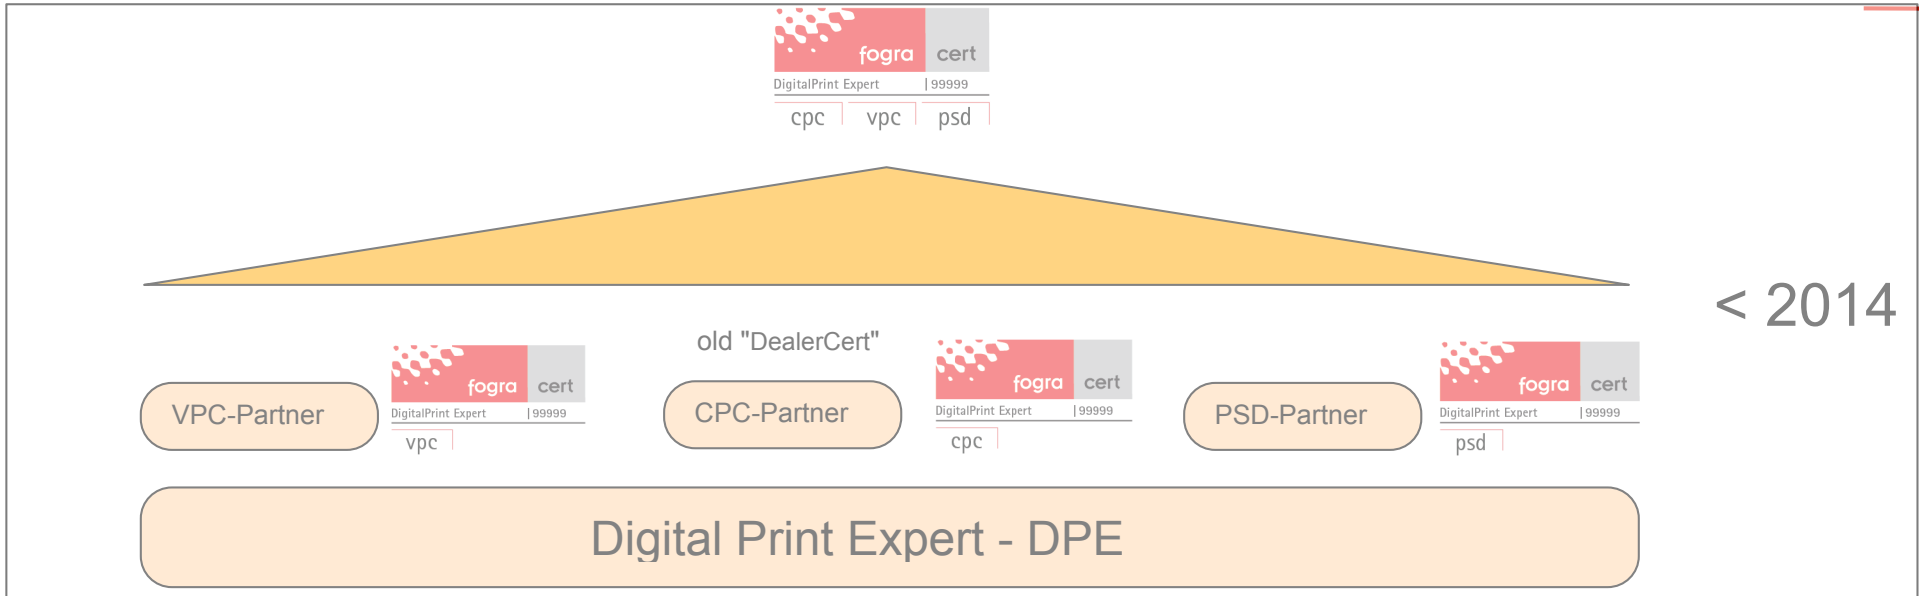 fogra cert
DigitalPrint Expert | 99999
cpc vpc psd
< 2014
old "DealerCert"
VPC-Partner
fogra cert
DigitalPrint Expert | 99999
vpc
CPC-Partner
fogra cert
DigitalPrint Expert | 99999
cpc
PSD-Partner
fogra cert
DigitalPrint Expert | 99999
psd
Digital Print Expert - DPE